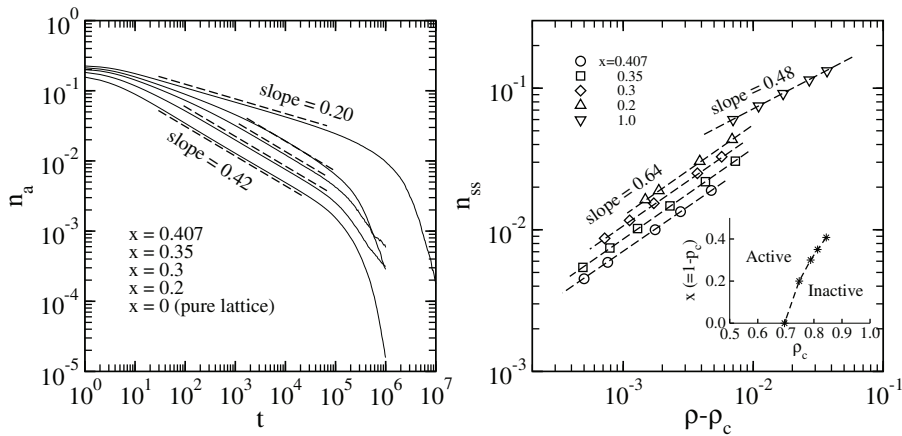 10^0
10^-1
10^-2
10^-3
10^-4
10^-5
n_a
slope = 0.20
slope = 0.42
x = 0.407
x = 0.35
x = 0.3
x = 0.2
x = 0 (pure lattice)
10^0 10^1 10^2 10^3 10^4 10^5 10^6 10^7
t
10^-1
10^-2
10^-3
n_ss
x=0.407
0.35
0.3
0.2
1.0
slope = 0.48
slope = 0.64
x (=1-p_c)
0.4
0.2
0.0
Active
Inactive
0.5 0.6 0.7 0.8 0.9 1.0
ρ_c
10^-3 10^-2 10^-1
ρ-ρ_c